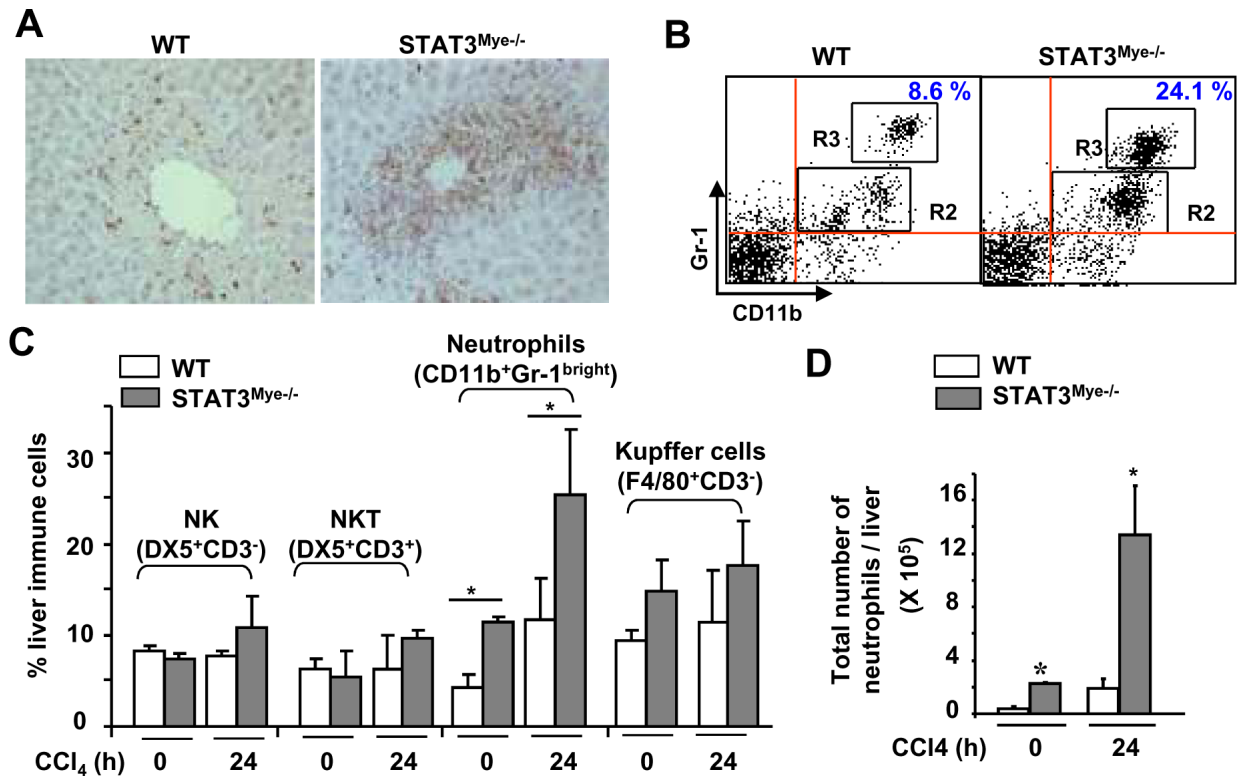 A
WT
STAT3Mye-/-
B
WT
STAT3Mye-/-
8.6 %
24.1 %
R3
R2
R3
R2
Gr-1
CD11b
C
WT
STAT3Mye-/-
Neutrophils
(CD11b+Gr-1bright)
Kupffer cells
(F4/80+CD3-)
NK
(DX5+CD3-)
NKT
(DX5+CD3+)
*
*
% liver immune cells
30
20
10
0
CCl4 (h)
0
24
0
24
0
24
0
24
D
WT
STAT3Mye-/-
Total number of
neutrophils / liver
(X 105)
16
12
8
4
0
*
*
CCl4 (h)
0
24